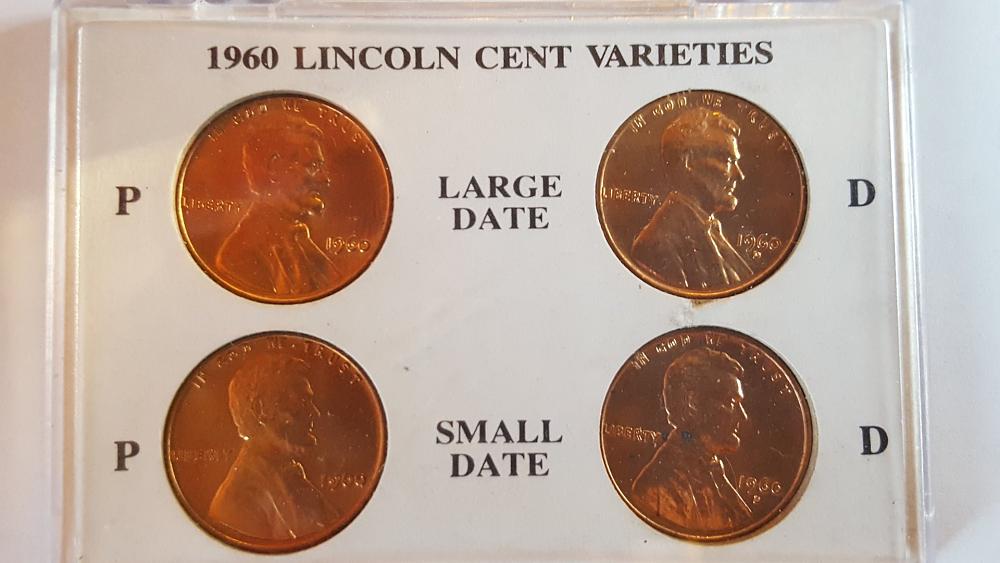 1960 LINCOLN CENT VARIETIES
IN GOD WE TRUST
LIBERTY
1960
P
LARGE
DATE
IN GOD WE TRUST
LIBERTY
1960
D
D
IN GOD WE TRUST
LIBERTY
1960
P
SMALL
DATE
IN GOD WE TRUST
LIBERTY
1960
D
D